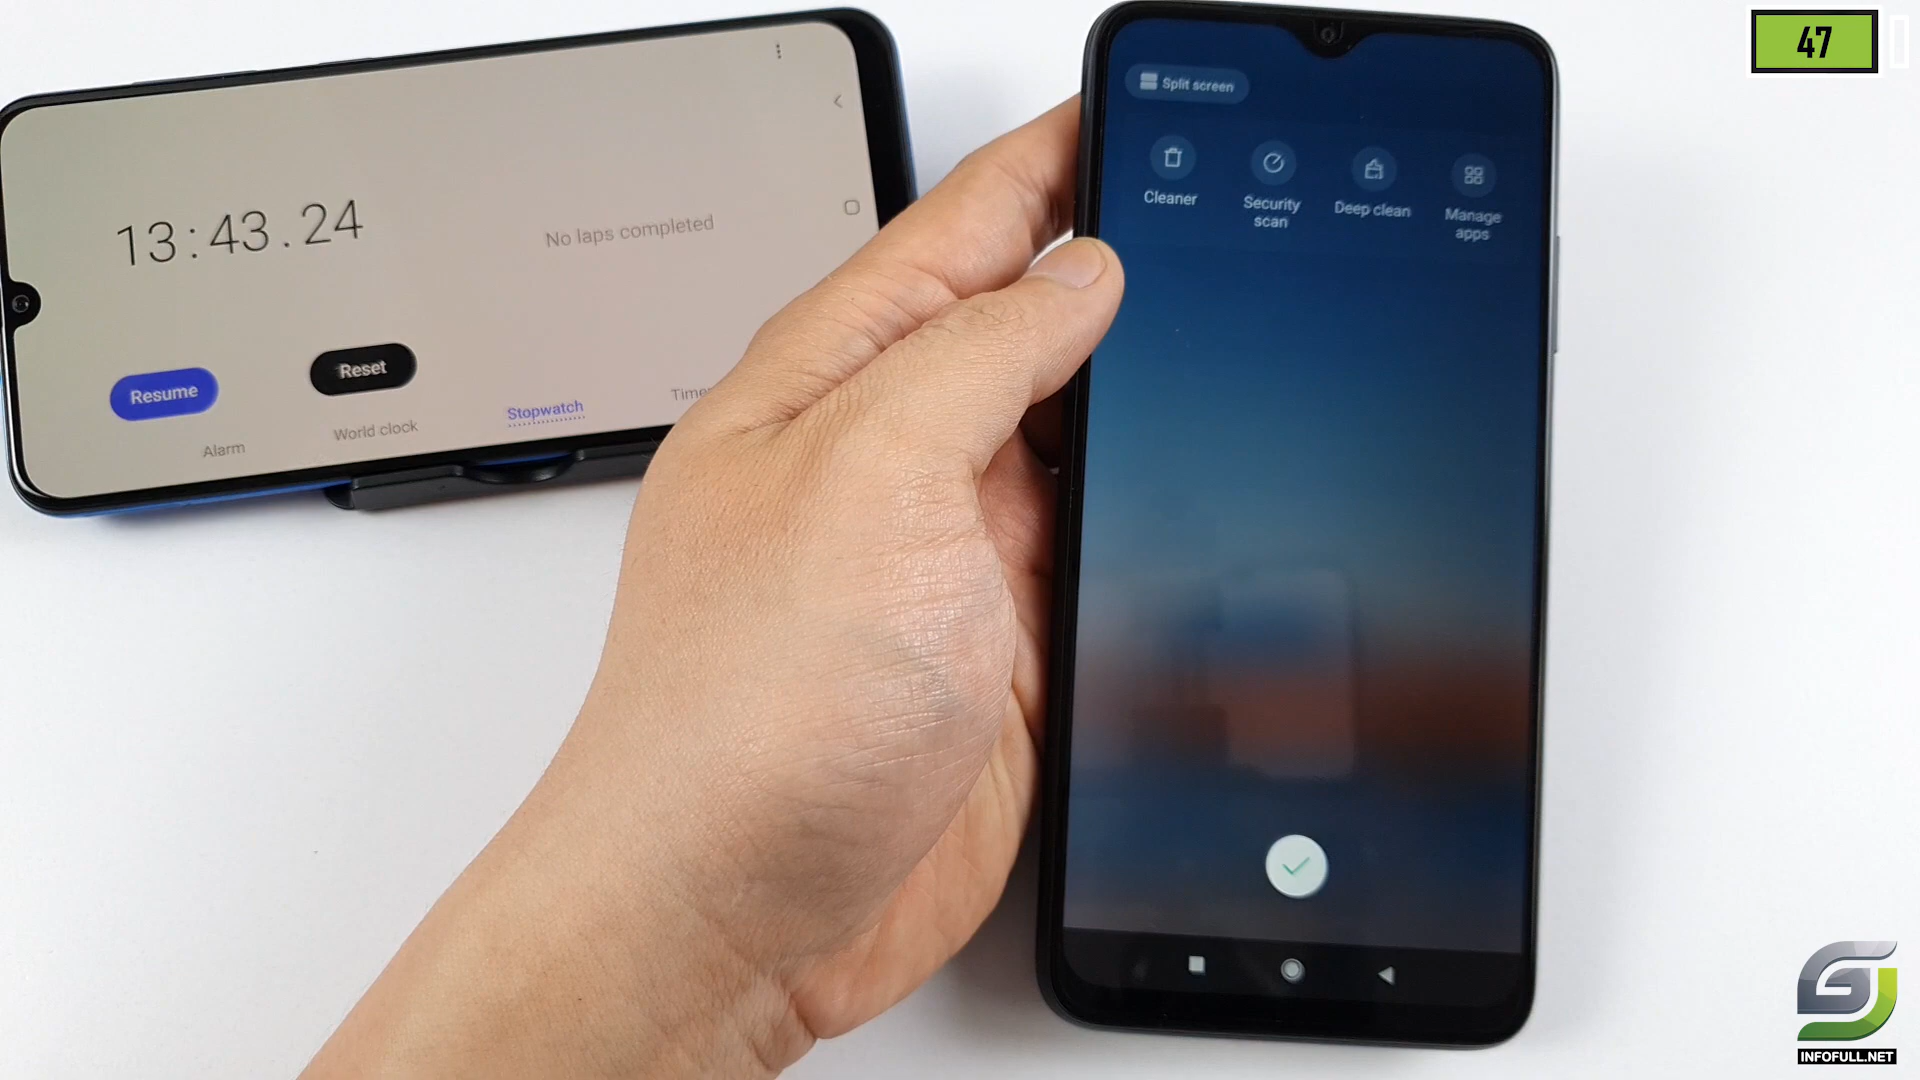 47
Split screen
Cleaner
Security
scan
Deep clean
Manage
apps
13:43.24
No laps completed
Resume
Reset
Alarm
World clock
Stopwatch
Timer
INFOFULL.NET